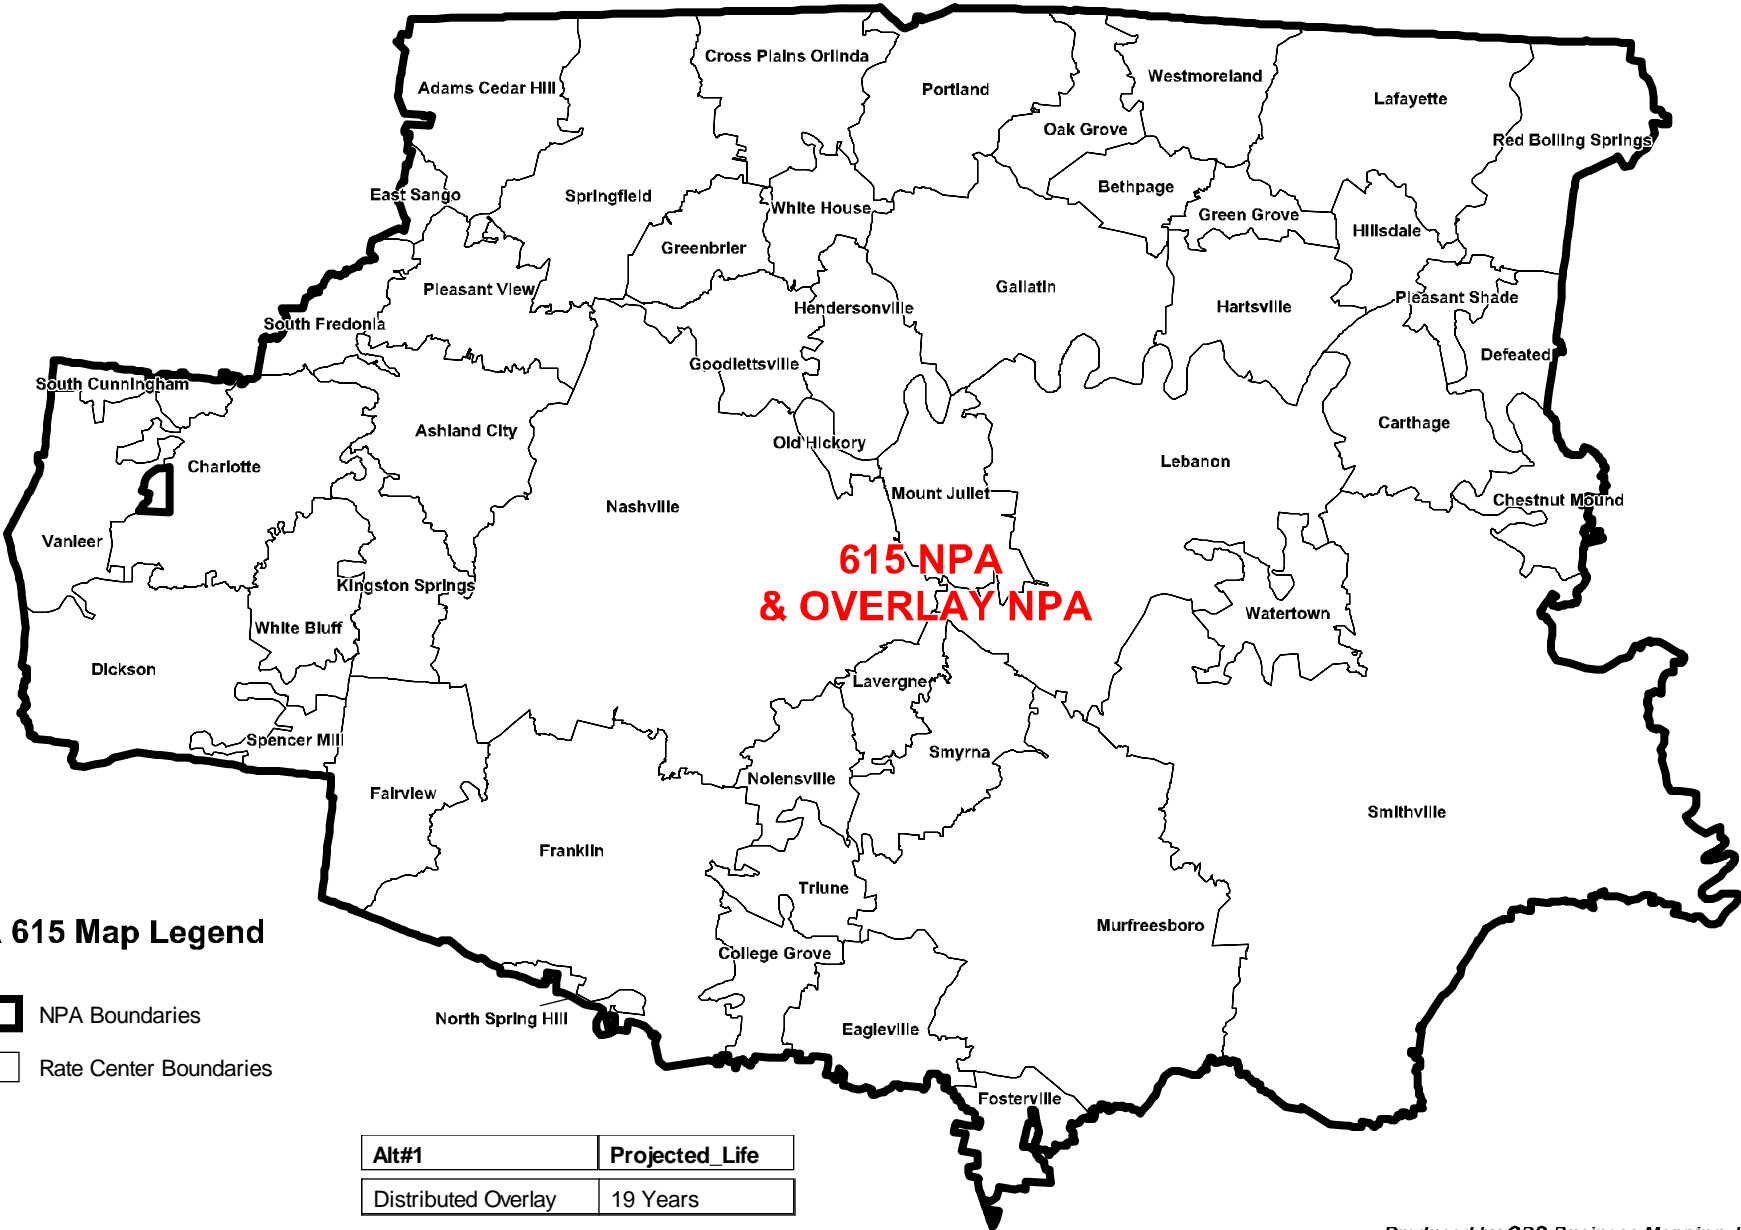 Cross Plains Orlinda
Adams Cedar Hill
Portland
Westmoreland
Lafayette
Oak Grove
Red Boiling Springs
East Sango
Springfield
White House
Bethpage
Green Grove
Hillsdale
Greenbrier
Pleasant View
Gallatin
Hendersonville
Hartsville
Pleasant Shade
South Fredonia
Goodlettsville
Defeated
South Cunningham
Ashland City
Old Hickory
Carthage
Charlotte
Lebanon
Nashville
Mount Juliet
Chestnut Mound
Vanleer
615 NPA
& OVERLAY NPA
Kingston Springs
White Bluff
Watertown
Dickson
Lavergne
Spencer Mill
Smyrna
Nolensville
Fairview
Smithville
Franklin
Triune
Murfreesboro
615 Map Legend
College Grove
NPA Boundaries
North Spring Hill
Eagleville
Rate Center Boundaries
Fosterville
Alt#1 Projected_Life
Distributed Overlay 19 Years